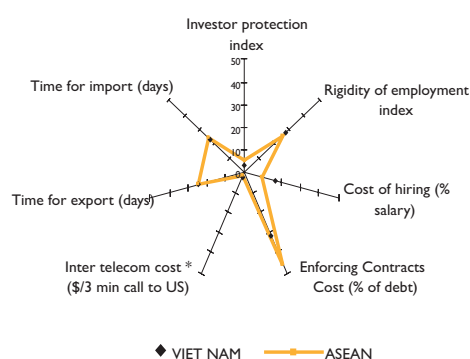 Investor protection
index
50
40
30
20
10
0
Time for import (days)
Rigidity of employment
index
Time for export (days)
Cost of hiring (%
salary)
Inter telecom cost *
($/3 min call to US)
Enforcing Contracts
Cost (% of debt)
VIET NAM
ASEAN